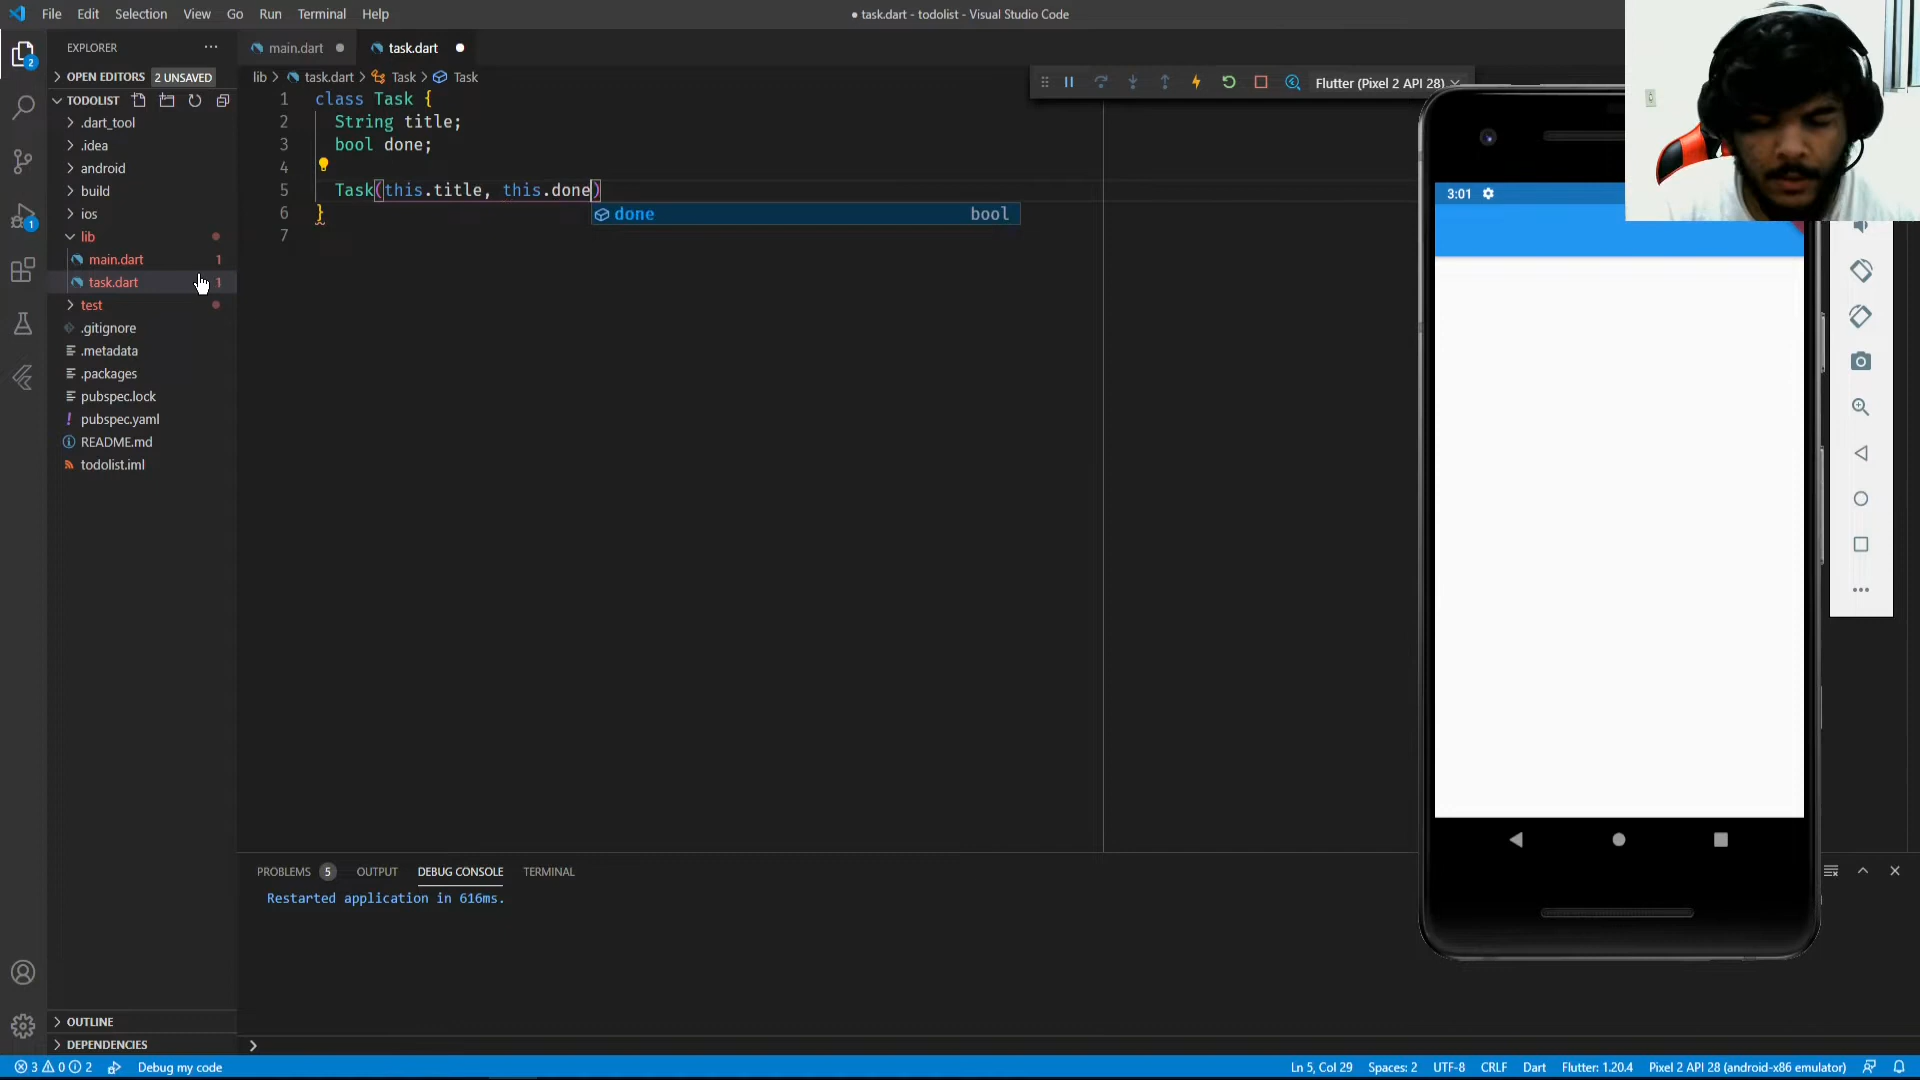 File Edit Selection View Go Run Terminal Help
● task.dart - todolist - Visual Studio Code
EXPLORER
OPEN EDITORS 2 UNSAVED
TODOLIST
.dart_tool
.idea
android
build
ios
lib
main.dart 1
task.dart 1
test
.gitignore
.metadata
.packages
pubspec.lock
pubspec.yaml
README.md
todolist.iml
OUTLINE
DEPENDENCIES
2
1
main.dart
task.dart
lib > task.dart > Task > Task
Flutter (Pixel 2 API 28)
1 class Task {
2 String title;
3 bool done;
4
5 Task(this.title, this.done)
6 }
7
done bool
3:01
PROBLEMS 5 OUTPUT DEBUG CONSOLE TERMINAL
Restarted application in 616ms.
3 0 2 Debug my code
Ln 5, Col 29 Spaces: 2 UTF-8 CRLF Dart Flutter: 1.20.4 Pixel 2 API 28 (android-x86 emulator)